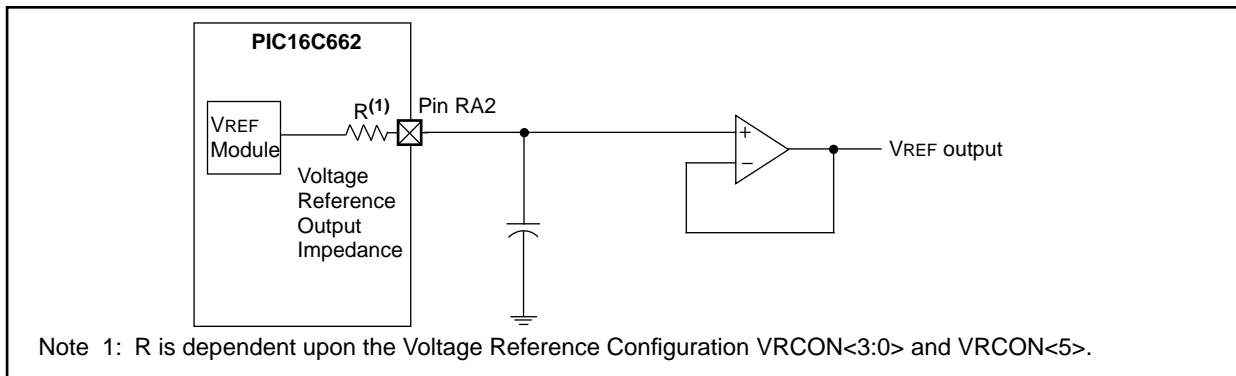 PIC16C662
VREF
Module
R(1)
Pin RA2
Voltage
Reference
Output
Impedance
+
−
VREF output
Note 1: R is dependent upon the Voltage Reference Configuration VRCON<3:0> and VRCON<5>.